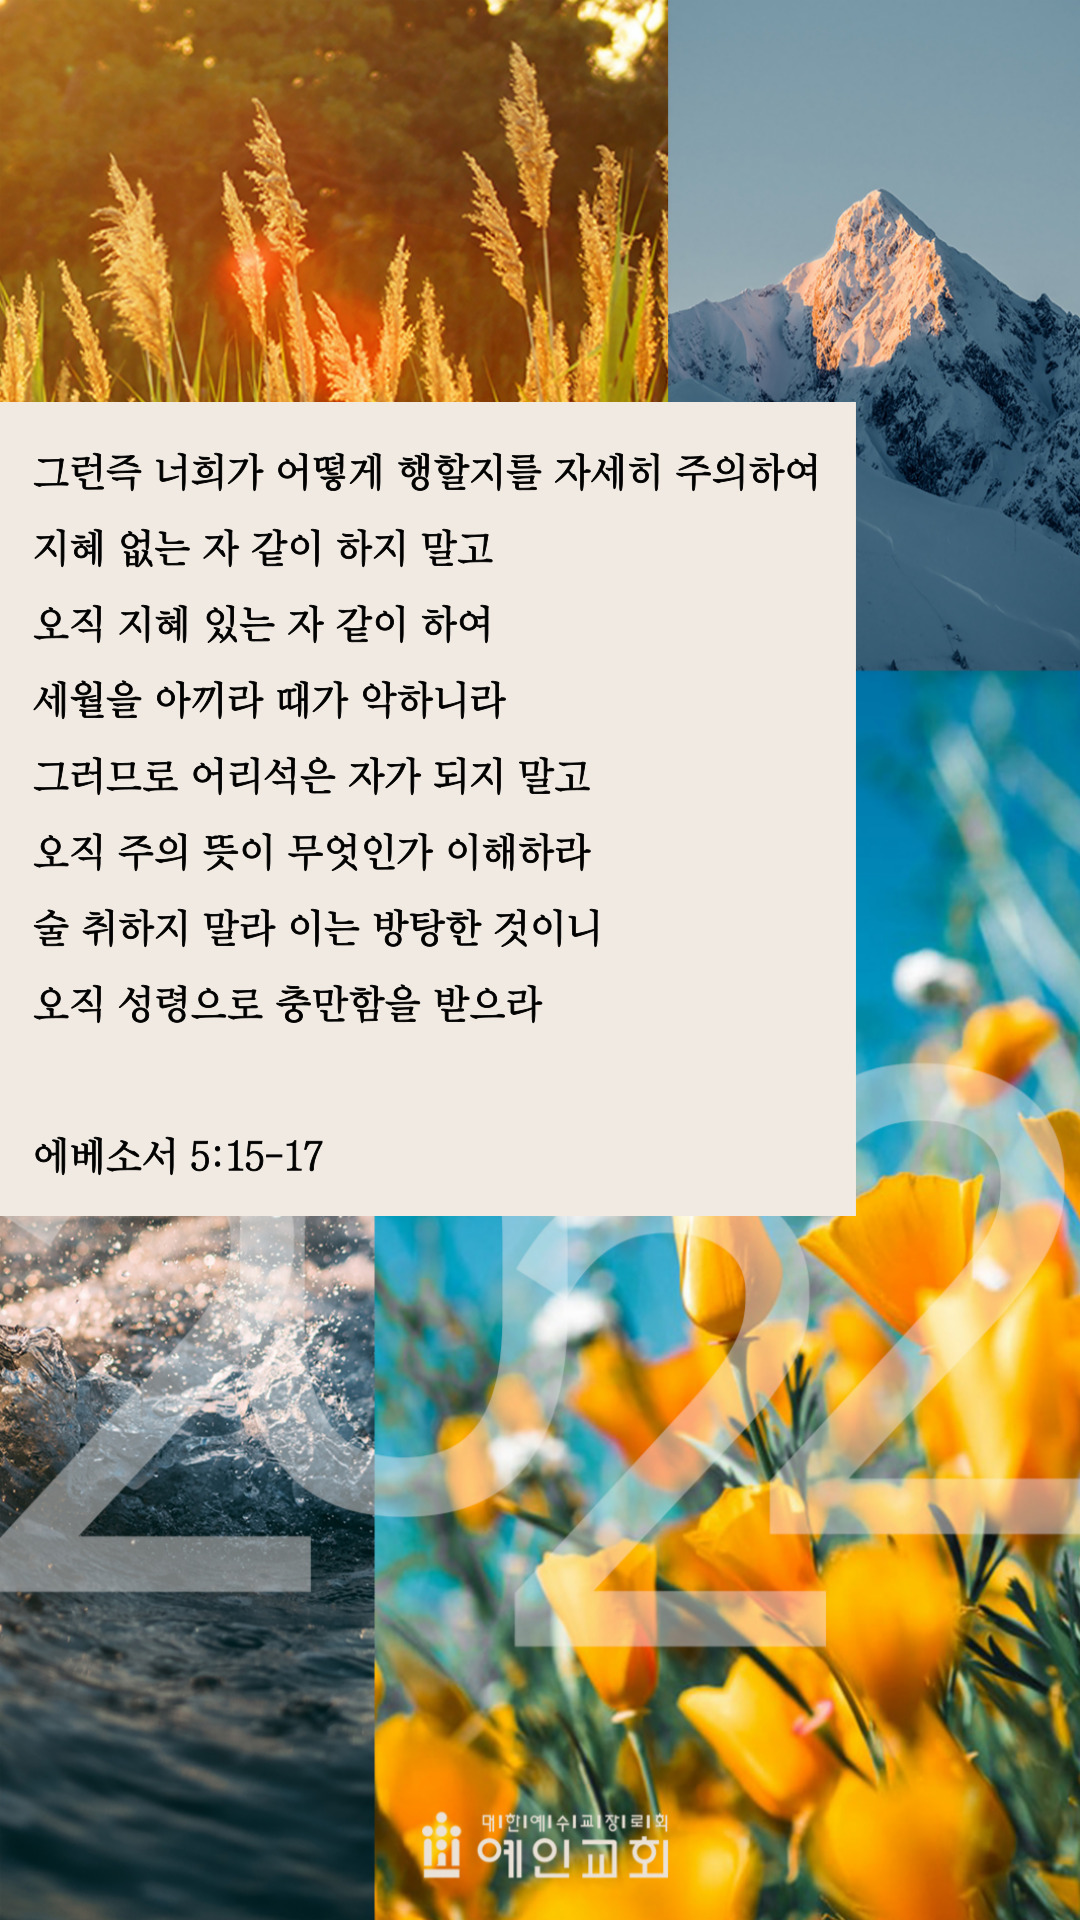 그런즉 너희가 어떻게 행할지를 자세히 주의하여
지혜 없는 자 같이 하지 말고
오직 지혜 있는 자 같이 하여
세월을 아끼라 때가 악하니라
그러므로 어리석은 자가 되지 말고
오직 주의 뜻이 무엇인가 이해하라
술 취하지 말라 이는 방탕한 것이니
오직 성령으로 충만함을 받으라
에베소서 5:15-17
2022
대한예수교장로회
예인교회